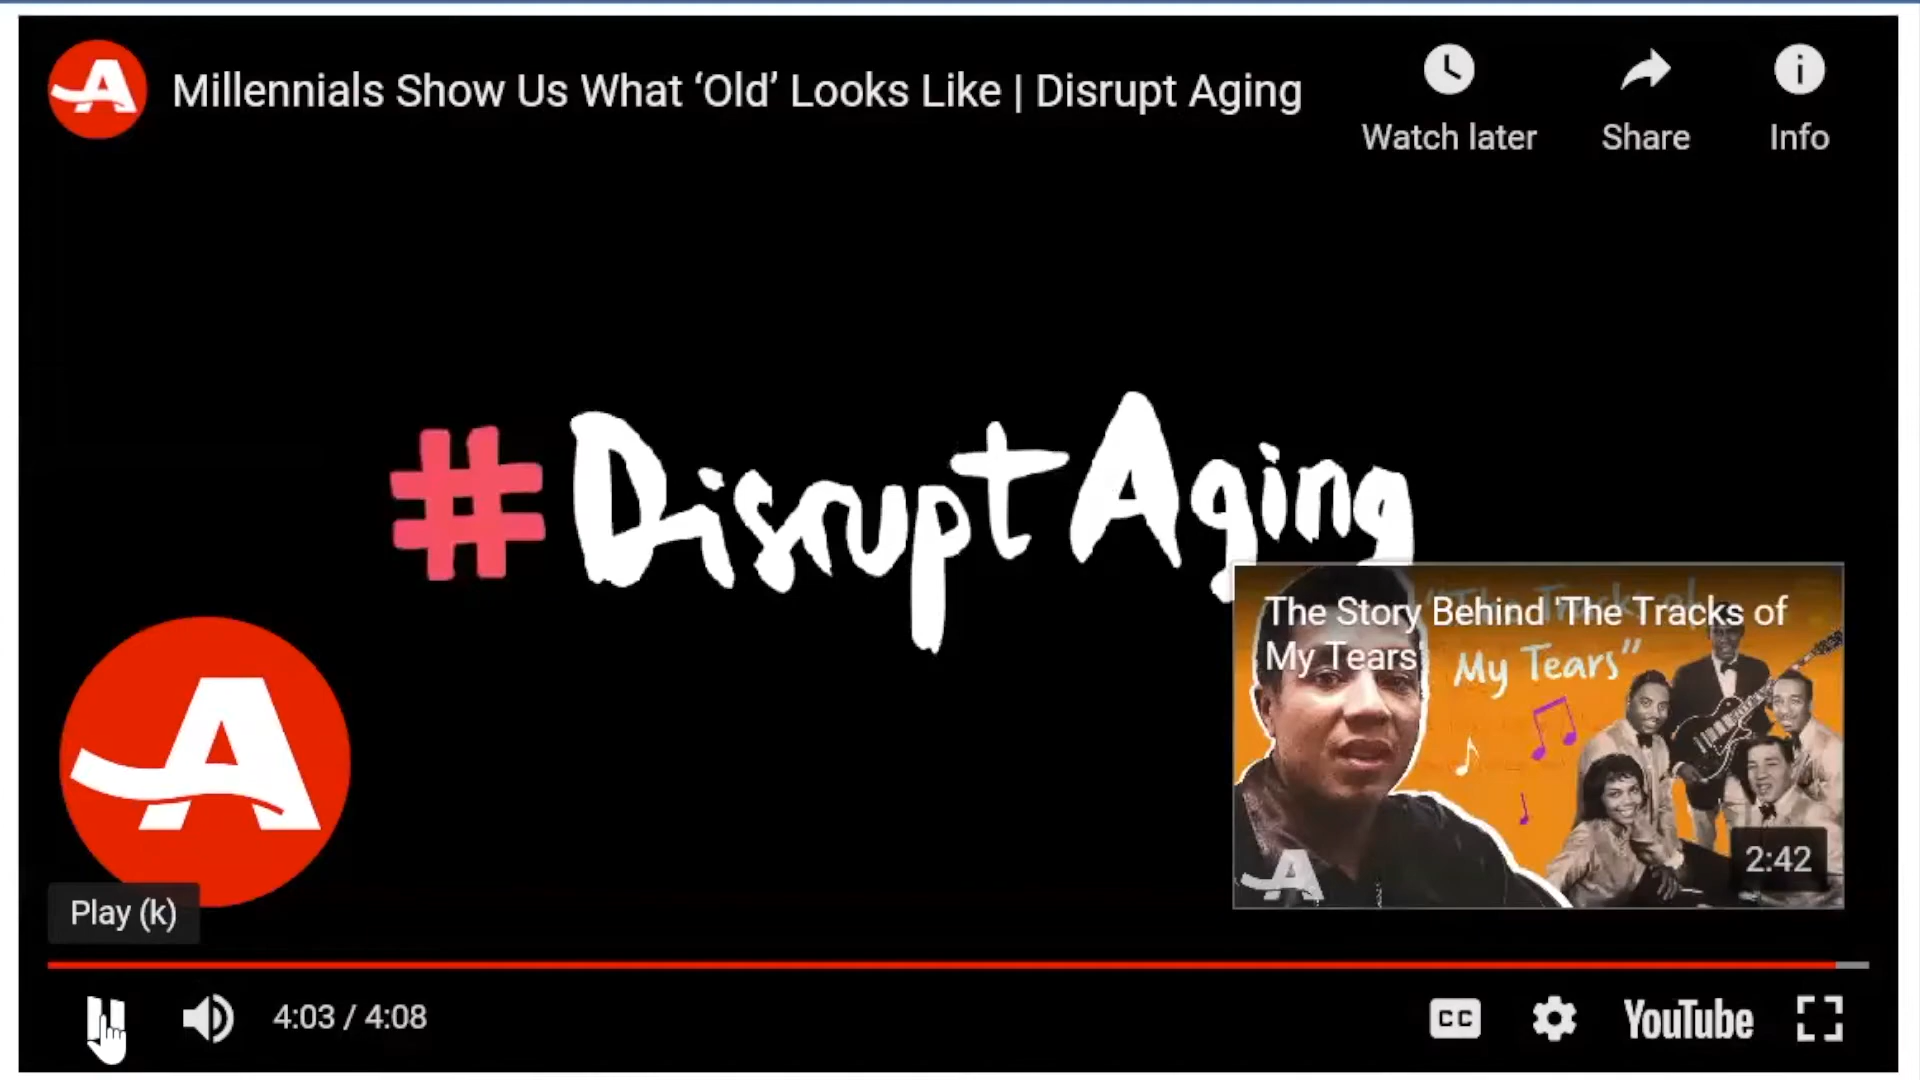 Millennials Show Us What ‘Old’ Looks Like | Disrupt Aging
Watch later
Share
Info
#DisruptAging
The Story Behind 'The Tracks of
My Tears
My Tears”
2:42
Play (k)
4:03 / 4:08
CC
YouTube